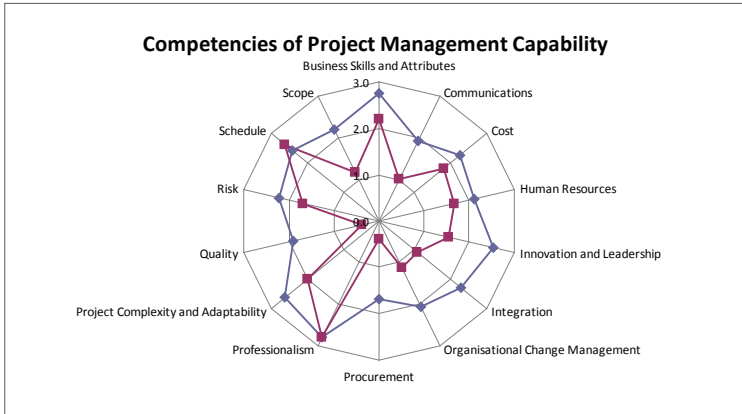 Competencies of Project Management Capability
Business Skills and Attributes
3.0
Scope
Communications
2.0
Schedule
Cost
1.0
Risk
Human Resources
0.0
Quality
Innovation and Leadership
Project Complexity and Adaptability
Integration
Professionalism
Organisational Change Management
Procurement